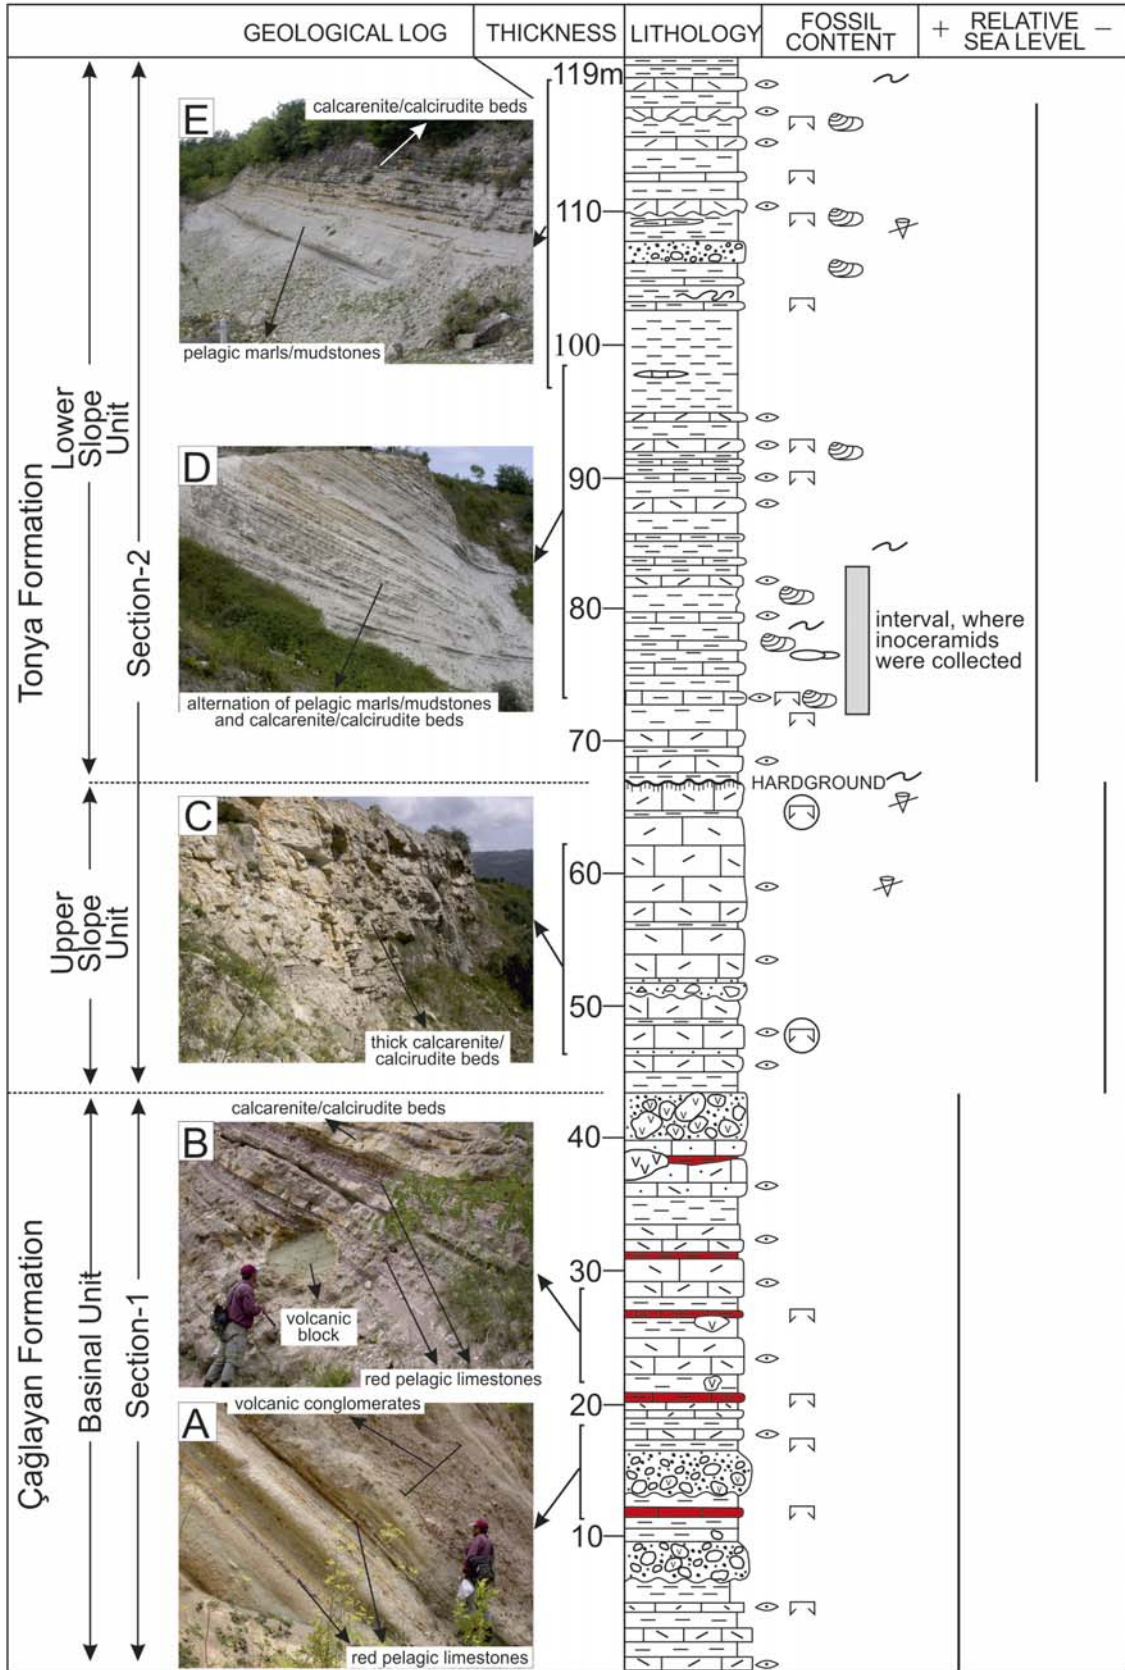 GEOLOGICAL LOG
THICKNESS
LITHOLOGY
FOSSIL
CONTENT
+ RELATIVE −
SEA LEVEL
119m
110
100
90
80
70
60
50
40
30
20
10
Tonya Formation
Lower
Slope
Unit
Upper
Slope
Unit
Section-2
Çağlayan Formation
Basinal Unit
Section-1
E
calcarenite/calcirudite beds
pelagic marls/mudstones
D
alternation of pelagic marls/mudstones
and calcarenite/calcirudite beds
C
thick calcarenite/
calcirudite beds
calcarenite/calcirudite beds
B
volcanic
block
red pelagic limestones
volcanic conglomerates
A
red pelagic limestones
interval, where
inoceramids
were collected
HARDGROUND
V V
V
V
V
V
V V
V
V
V
V
V
V
V
V